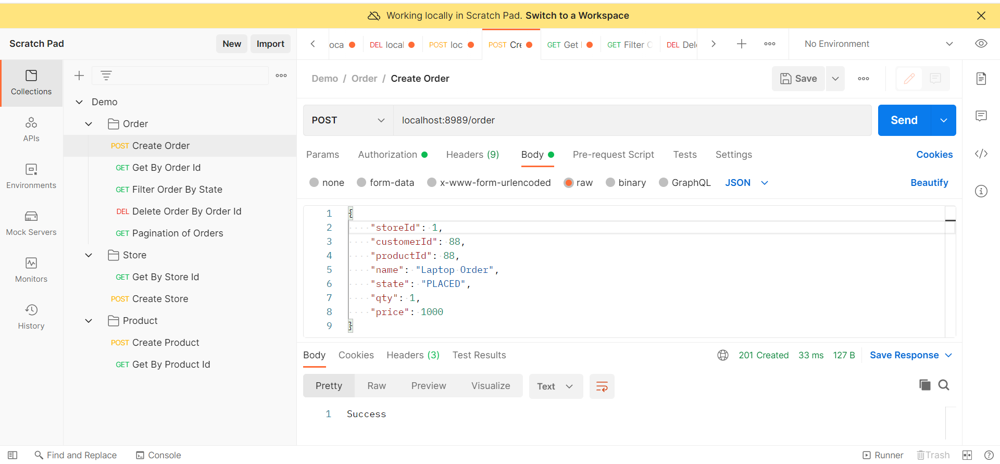 Working locally in Scratch Pad. Switch to a Workspace
Scratch Pad
New
Import
oca
DEL local
POST loc
POST Cre
GET Get
GET Filter C
DEL Del
No Environment
Collections
APIs
Environments
Mock Servers
Monitors
History
Demo
Order
POST Create Order
GET Get By Order Id
GET Filter Order By State
DEL Delete Order By Order Id
GET Pagination of Orders
Store
GET Get By Store Id
POST Create Store
Product
POST Create Product
GET Get By Product Id
Demo / Order / Create Order
Save
POST
localhost:8989/order
Send
Params Authorization Headers (9) Body Pre-request Script Tests Settings Cookies
none form-data x-www-form-urlencoded raw binary GraphQL JSON Beautify
1 {
2 "storeId": 1,
3 "customerId": 88,
4 "productId": 88,
5 "name": "Laptop Order",
6 "state": "PLACED",
7 "qty": 1,
8 "price": 1000
9 }
Body Cookies Headers (3) Test Results 201 Created 33 ms 127 B Save Response
Pretty Raw Preview Visualize Text
1 Success
Find and Replace Console Runner Trash